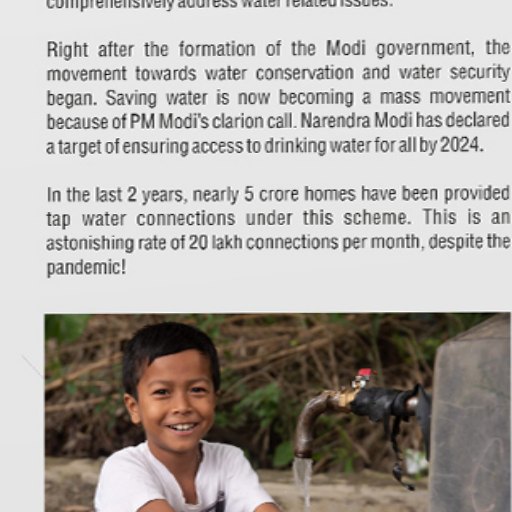 comprehensively address water related issues.
Right after the formation of the Modi government, the
movement towards water conservation and water security
began. Saving water is now becoming a mass movement
because of PM Modi's clarion call. Narendra Modi has declared
a target of ensuring access to drinking water for all by 2024.
In the last 2 years, nearly 5 crore homes have been provided
tap water connections under this scheme. This is an
astonishing rate of 20 lakh connections per month, despite the
pandemic!